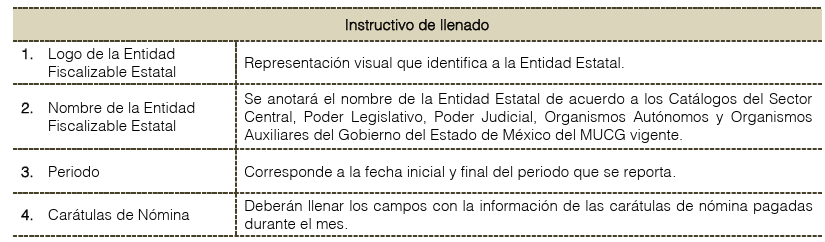 Instructivo de llenado
1. Logo de la Entidad
Fiscalizable Estatal
Representación visual que identifica a la Entidad Estatal.
2. Nombre de la Entidad
Fiscalizable Estatal
Se anotará el nombre de la Entidad Estatal de acuerdo a los Catálogos del Sector
Central, Poder Legislativo, Poder Judicial, Organismos Autónomos y Organismos
Auxiliares del Gobierno del Estado de México del MUCG vigente.
3. Periodo
Corresponde a la fecha inicial y final del periodo que se reporta.
4. Carátulas de Nómina
Deberán llenar los campos con la información de las carátulas de nómina pagadas
durante el mes.